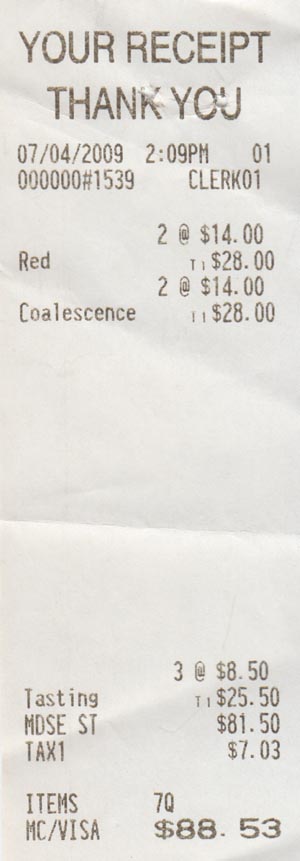 YOUR RECEIPT
THANK YOU
07/04/2009 2:09PM 01
000000#1539 CLERK01
2 @ $14.00
Red T1 $28.00
2 @ $14.00
Coalescence T1 $28.00
3 @ $8.50
Tasting T1 $25.50
MDSE ST $81.50
TAX1 $7.03
ITEMS 7Q
MC/VISA $88.53